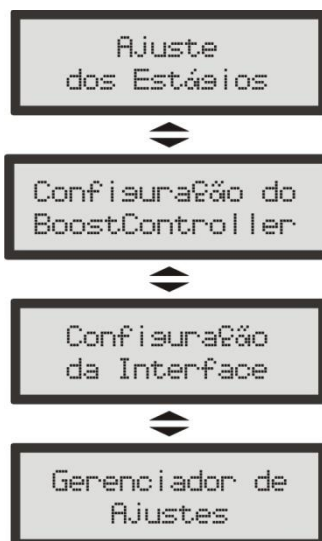 Ajuste
dos Estágios
Configuração do
BoostController
Configuração
da Interface
Gerenciador de
Ajustes